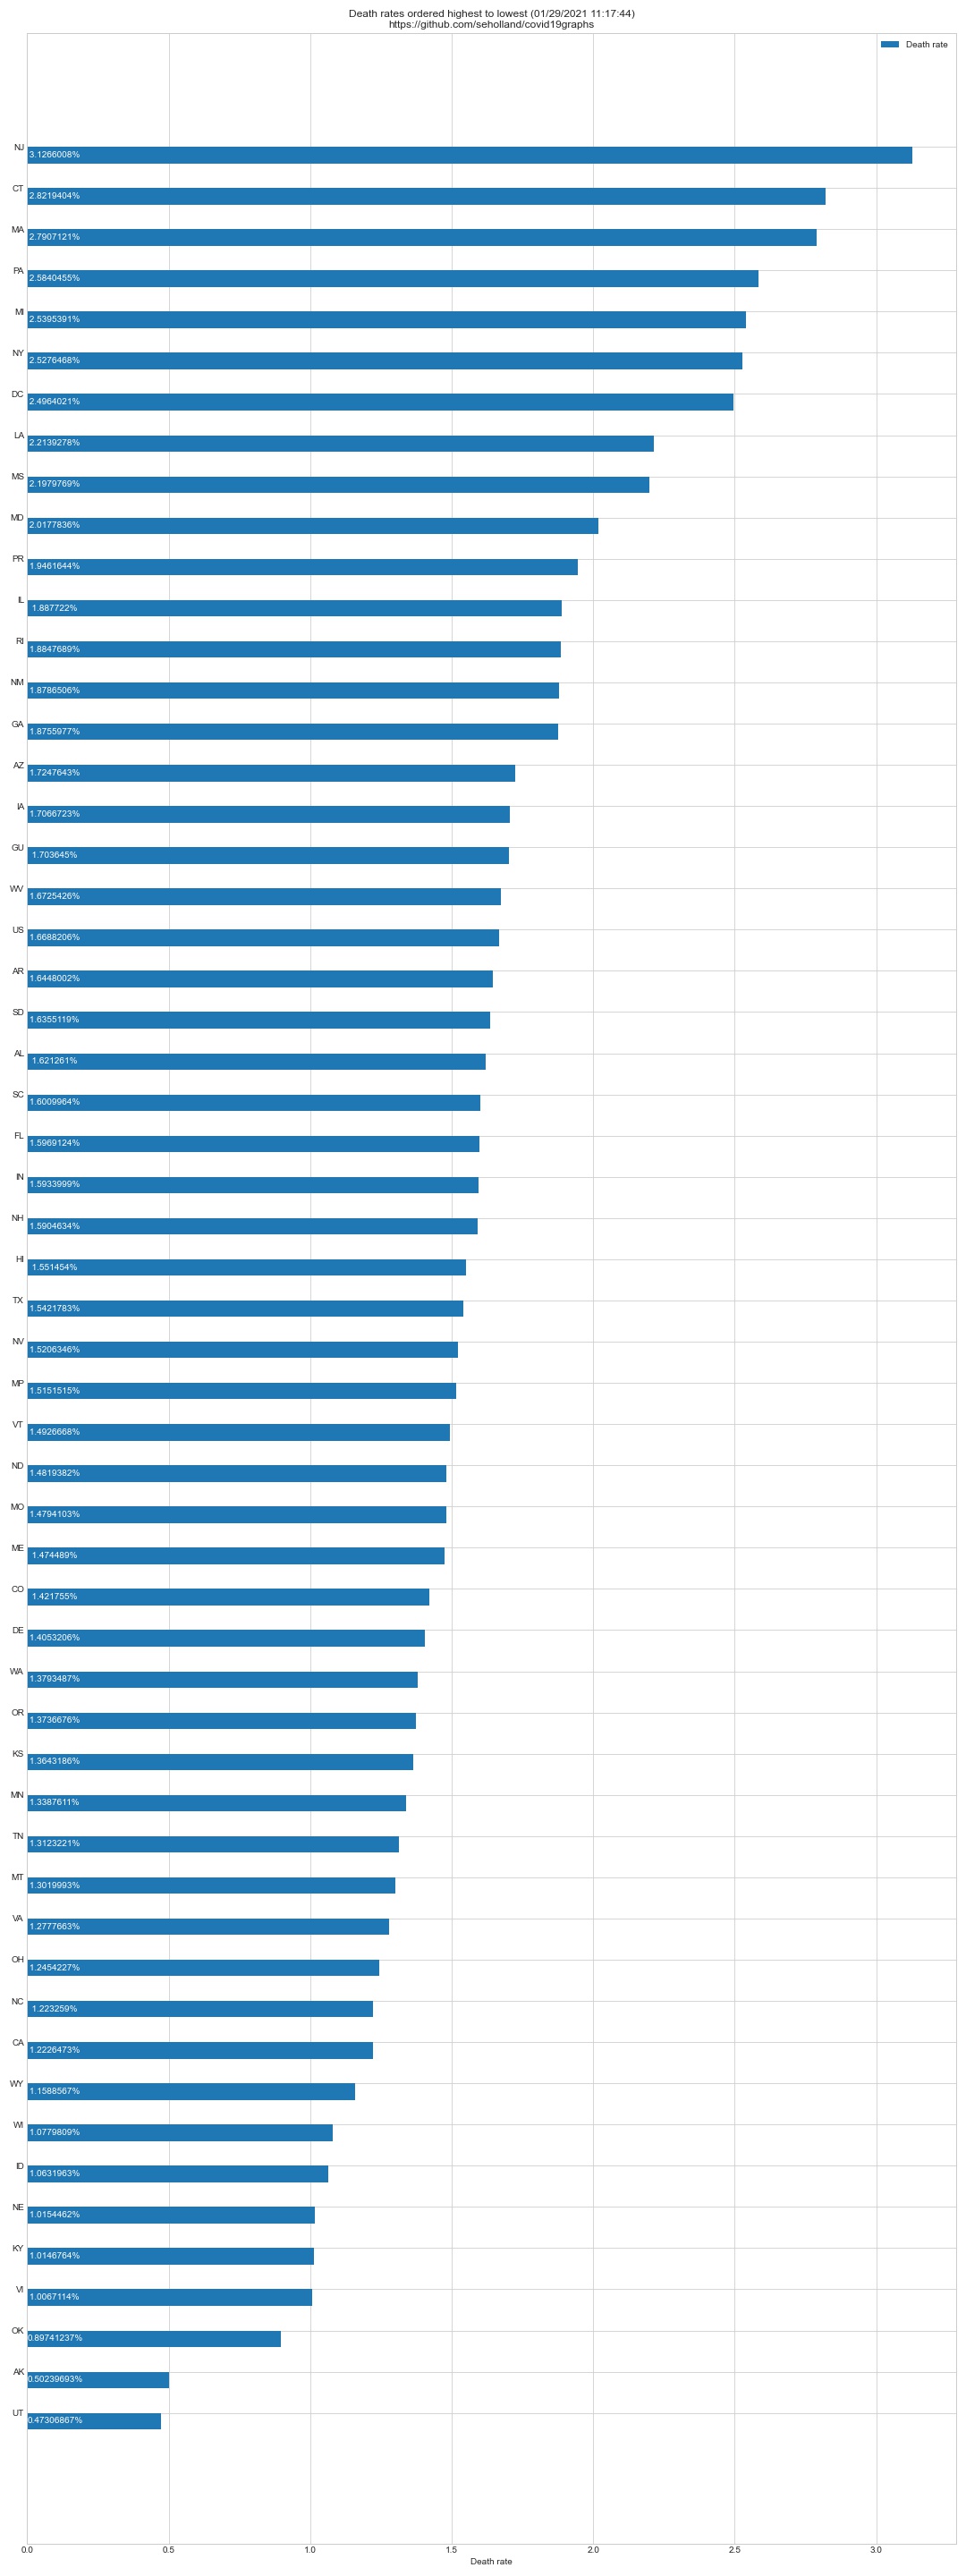 Death rates ordered highest to lowest (01/29/2021 11:17:44)
https://github.com/seholland/covid19graphs
Death rate
NJ 3.1266008%
CT 2.8219404%
MA 2.7907121%
PA 2.5840455%
MI 2.5395391%
NY 2.5276468%
DC 2.4964021%
LA 2.2139278%
MS 2.1979769%
MD 2.0177836%
PR 1.9461644%
IL 1.887722%
RI 1.8847689%
NM 1.8786506%
GA 1.8755977%
AZ 1.7247643%
IA 1.7066723%
GU 1.703645%
WV 1.6725426%
US 1.6688206%
AR 1.6448002%
SD 1.6355119%
AL 1.621261%
SC 1.6009964%
FL 1.5969124%
IN 1.5933999%
NH 1.5904634%
HI 1.551454%
TX 1.5421783%
NV 1.5206346%
MP 1.5151515%
VT 1.4926668%
ND 1.4819382%
MO 1.4794103%
ME 1.474489%
CO 1.421755%
DE 1.4053206%
WA 1.3793487%
OR 1.3736676%
KS 1.3643186%
MN 1.3387611%
TN 1.3123221%
MT 1.3019993%
VA 1.2777663%
OH 1.2454227%
NC 1.223259%
CA 1.2226473%
WY 1.1588567%
WI 1.0779809%
ID 1.0631963%
NE 1.0154462%
KY 1.0146764%
VI 1.0067114%
OK 0.89741237%
AK 0.50239693%
UT 0.47306867%
0.0 0.5 1.0 1.5 2.0 2.5 3.0
Death rate